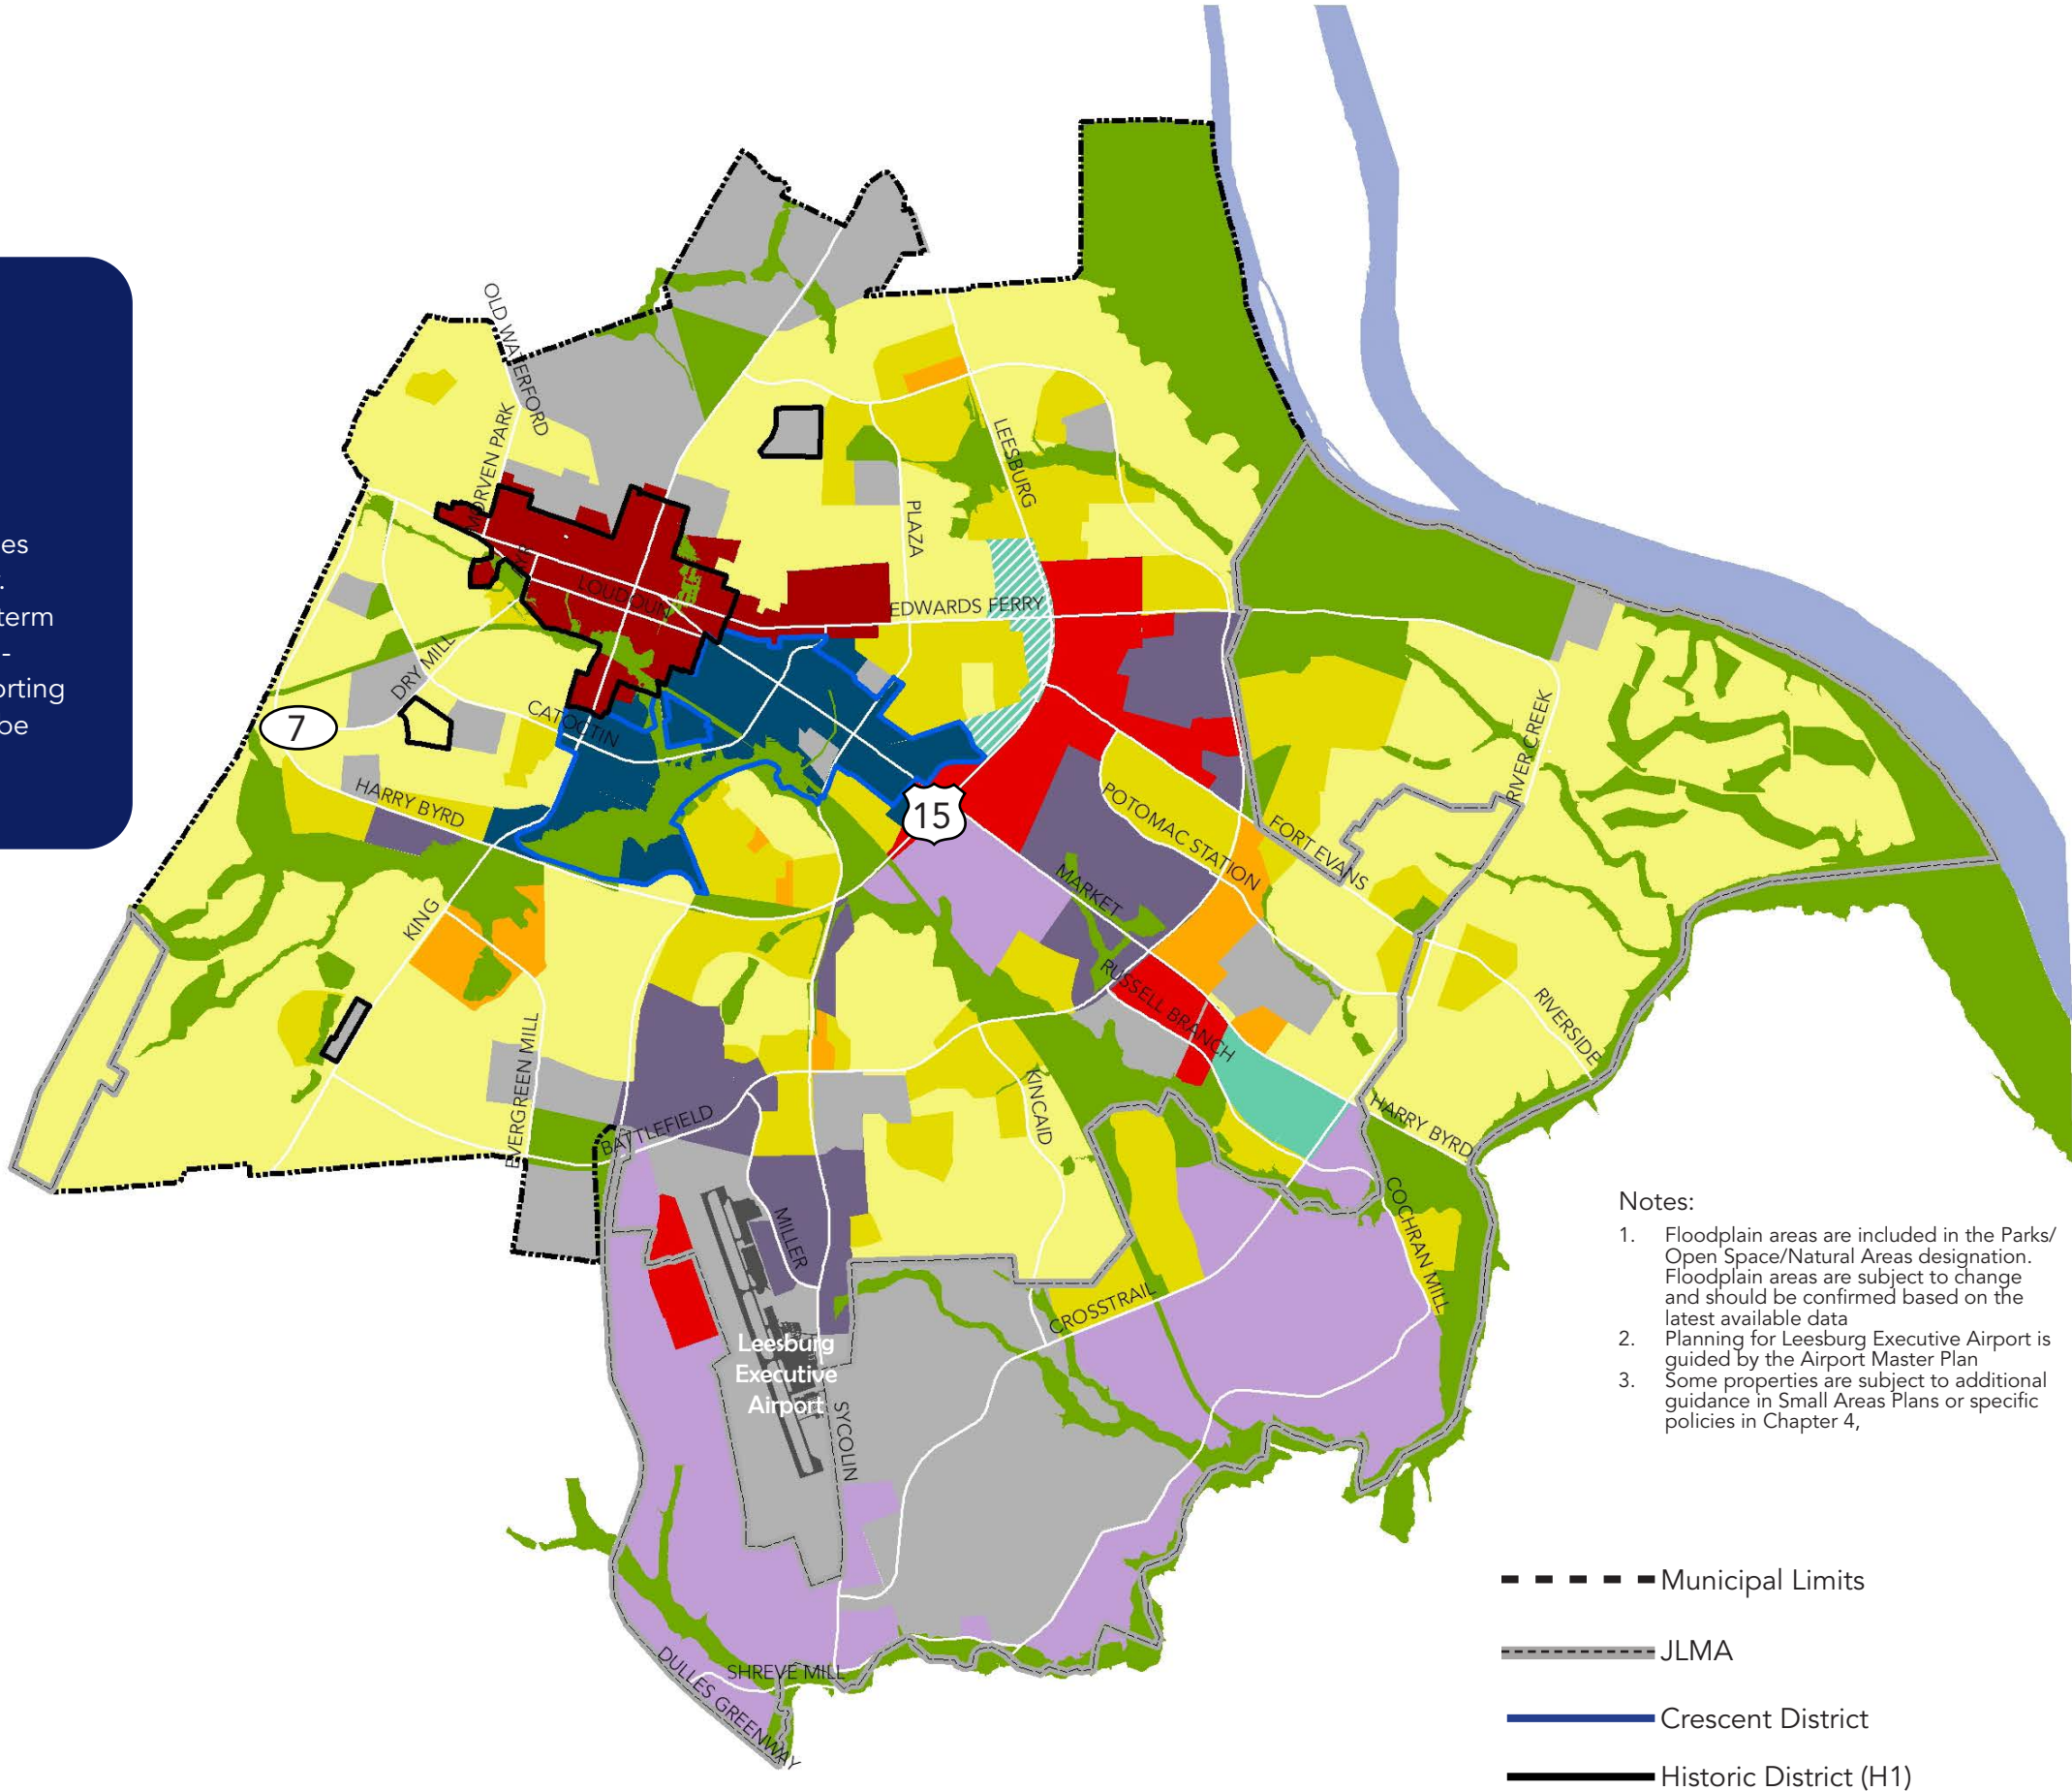 es
.
term
-
orting
be
OLD WATERFORD
MORVEN PARK
LEESBURG
PLAZA
LOUDOUN
EDWARDS FERRY
DRY MILL
7
CATOCTIN
HARRY BYRD
15
RIVER CREEK
POTOMAC STATION
FORT EVANS
MARKET
KING
RUSSELL BRANCH
RIVERSIDE
EVERGREEN MILL
KINCAID
BATTLEFIELD
HARRY BYRD
MILLER
COCHRAN MILL
CROSSTRAIL
Leesburg
Executive
Airport
SYCOLIN
SHREVE MILL
DULLES GREENWAY
Notes:
1. Floodplain areas are included in the Parks/
Open Space/Natural Areas designation.
Floodplain areas are subject to change
and should be confirmed based on the
latest available data
2. Planning for Leesburg Executive Airport is
guided by the Airport Master Plan
3. Some properties are subject to additional
guidance in Small Areas Plans or specific
policies in Chapter 4,
Municipal Limits
JLMA
Crescent District
Historic District (H1)